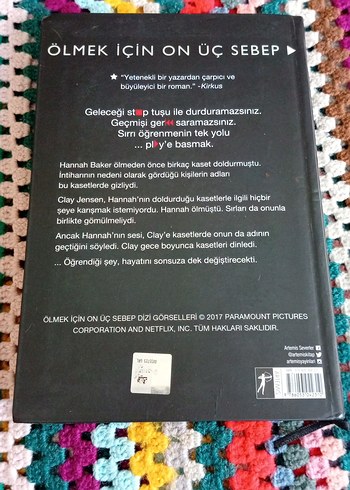 ÖLMEK İÇİN ON ÜÇ SEBEP
"Yetenekli bir yazardan çarpıcı ve
büyüleyici bir roman." -Kirkus
Geleceği stop tuşu ile durduramazsınız.
Geçmişi geri saramazsınız.
Sırrı öğrenmenin tek yolu
... play'e basmak.
Hannah Baker ölmeden önce birkaç kaset doldurmuştu.
İntiharının nedeni olarak gördüğü kişilerin adları
bu kasetlerde gizliydi.
Clay Jensen, Hannah'nın doldurduğu kasetlerle ilgili hiçbir
şeye karışmak istemiyordu. Hannah ölmüştü. Sırları da onunla
birlikte gömülmeliydi.
Ancak Hannah'nın sesi, Clay'e kasetlerde onun da adının
geçtiğini söyledi. Clay gece boyunca kasetleri dinledi.
... Öğrendiği şey, hayatını sonsuza dek değiştirecekti.
ÖLMEK İÇİN ON ÜÇ SEBEP DİZİ GÖRSELLERİ © 2017 PARAMOUNT PICTURES
CORPORATION AND NETFLIX, INC. TÜM HAKLARI SAKLIDIR.
Artemis Sevenler
@artemiskitap
artemisyayinlari